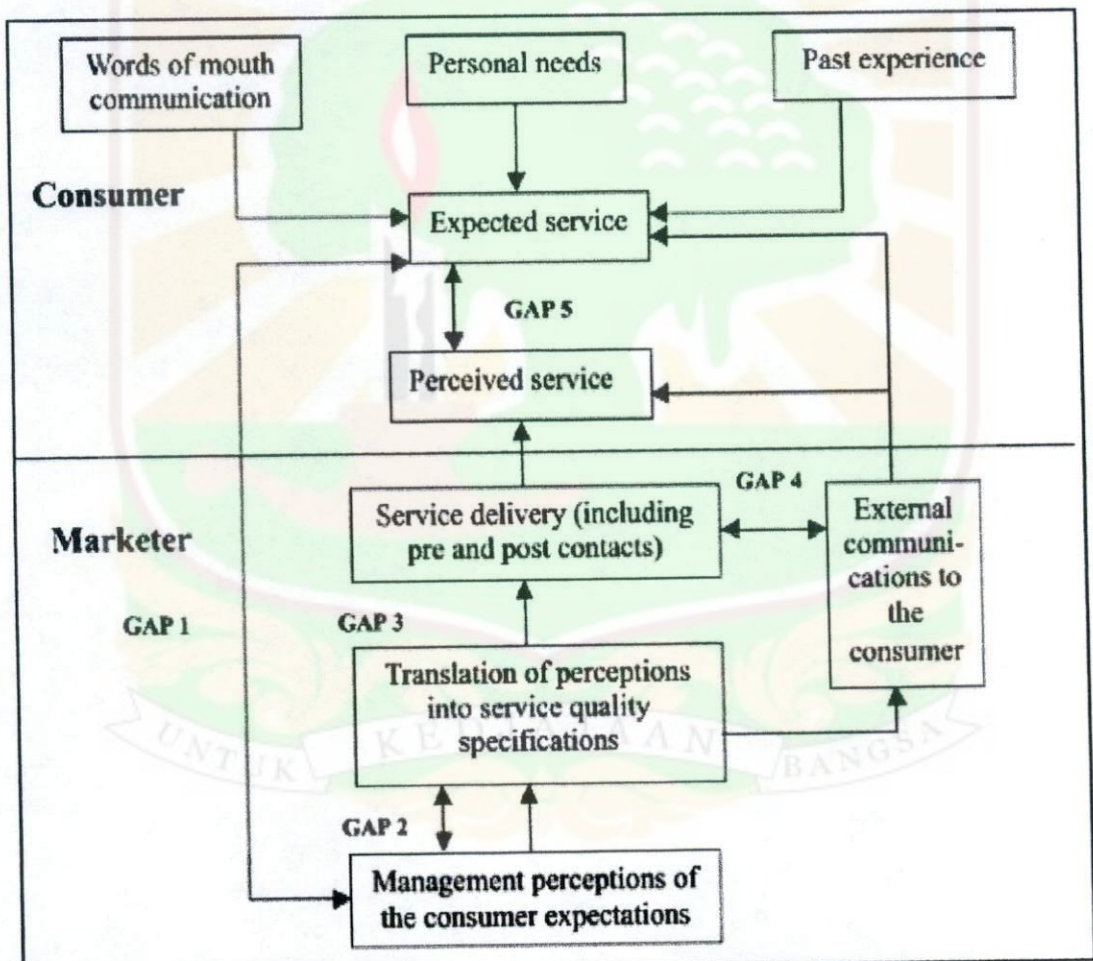 Words of mouth
communication
Personal needs
Past experience
Consumer
Expected service
GAP 5
Perceived service
GAP 4
Service delivery (including
pre and post contacts)
External
communi-
cations to
the
consumer
Marketer
GAP 1
GAP 3
Translation of perceptions
into service quality
specifications
UNTUK KEDJAJAAN BANGSA
GAP 2
Management perceptions of
the consumer expectations